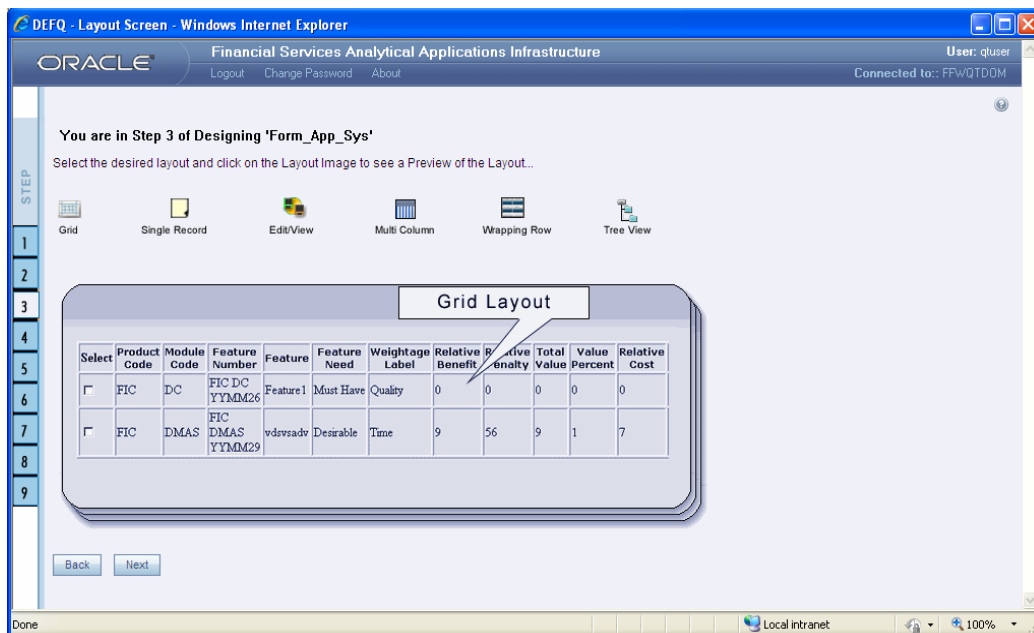 DEFQ - Layout Screen - Windows Internet Explorer
ORACLE
Financial Services Analytical Applications Infrastructure
User: qtuser
Logout Change Password About
Connected to:: FFWQTDOM
You are in Step 3 of Designing 'Form_App_Sys'
Select the desired layout and click on the Layout Image to see a Preview of the Layout...
STEP
1
2
3
4
5
6
7
8
9
Grid Single Record Edit/View Multi Column Wrapping Row Tree View
Grid Layout
Select Product Code Module Code Feature Number Feature Feature Need Weightage Label Relative Benefit Relative Penalty Total Value Value Percent Relative Cost
FIC DC FIC DC YYMM26 Feature1 Must Have Quality 0 0 0 0 0
FIC DMAS FIC DMAS YYMM29 vdsvsadv Desirable Time 9 56 9 1 7
Back Next
Done
Local intranet
100%